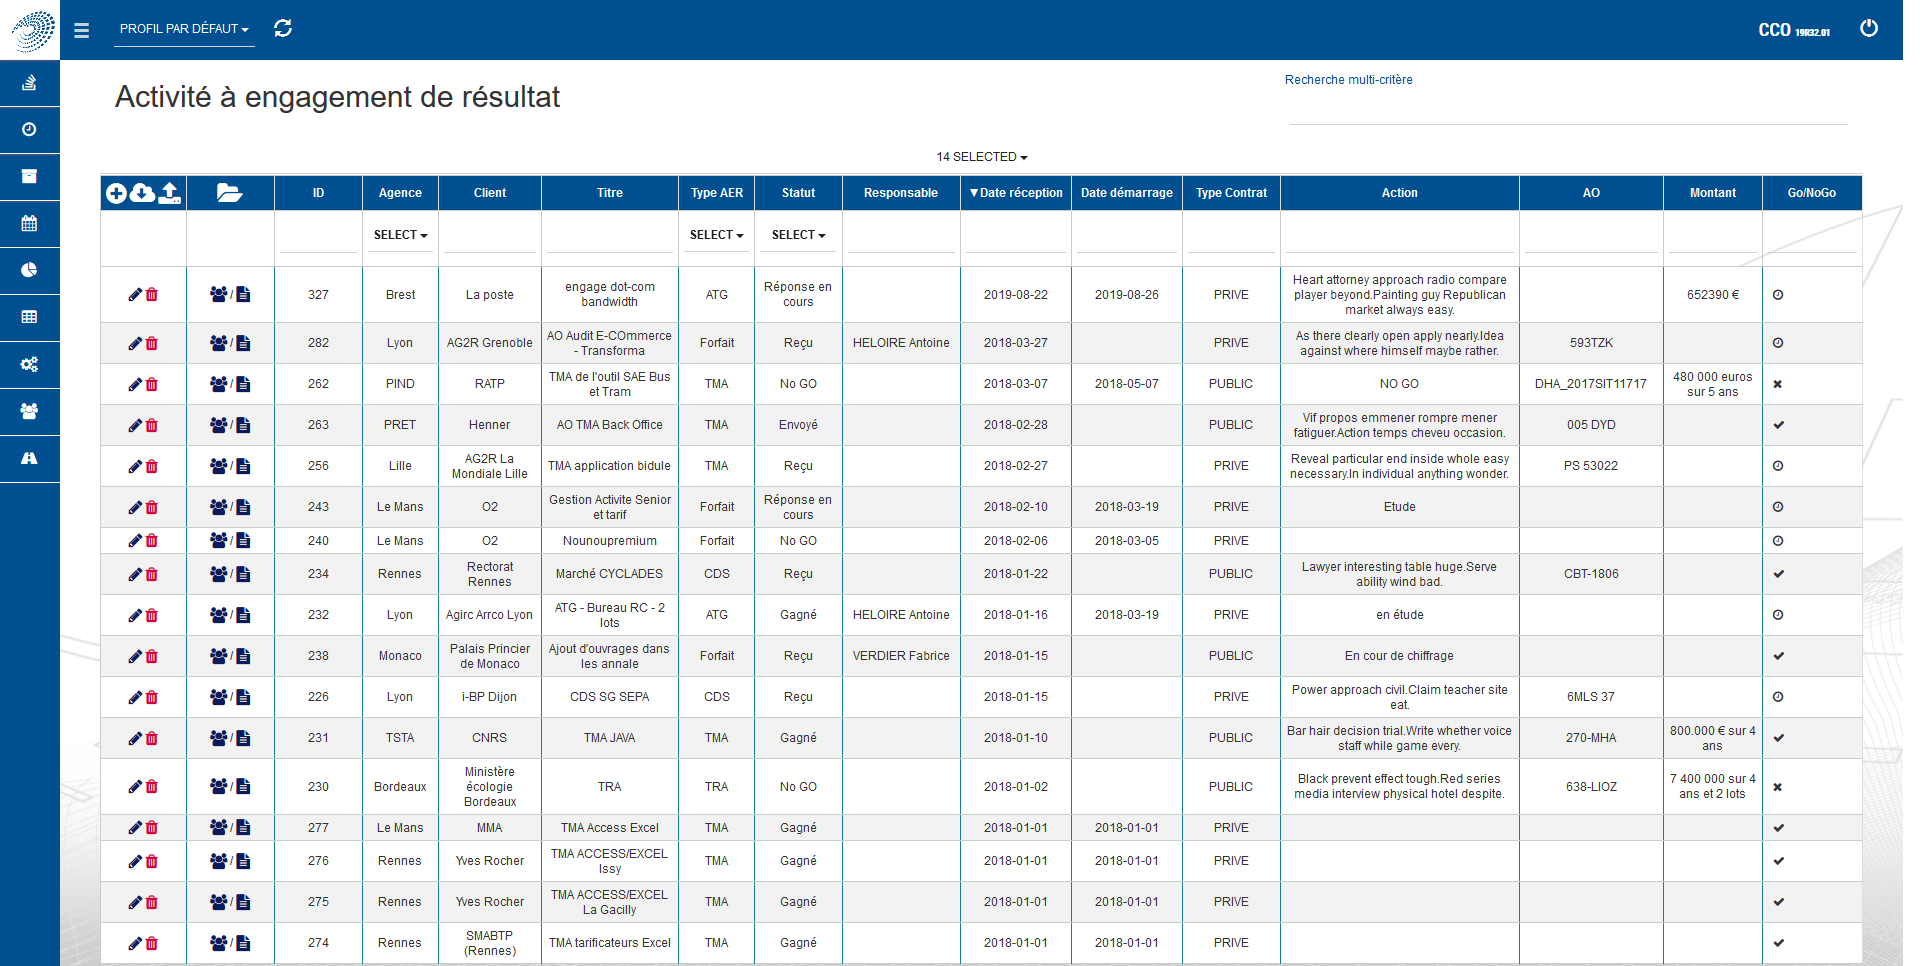 PROFIL PAR DÉFAUT
CCO 19R32.01
Activité à engagement de résultat
Recherche multi-critère
14 SELECTED
ID Agence Client Titre Type AER Statut Responsable ▼Date réception Date démarrage Type Contrat Action AO Montant Go/NoGo
SELECT SELECT SELECT
/ 327 Brest La poste engage dot-com bandwidth ATG Réponse en cours 2019-08-22 2019-08-26 PRIVE Heart attorney approach radio compare player beyond.Painting guy Republican market always easy. 652390 €
/ 282 Lyon AG2R Grenoble AO Audit E-COmmerce - Transforma Forfait Reçu HELOIRE Antoine 2018-03-27 PRIVE As there clearly open apply nearly.Idea against where himself maybe rather. 593TZK
/ 262 PIND RATP TMA de l'outil SAE Bus et Tram TMA No GO 2018-03-07 2018-05-07 PUBLIC NO GO DHA_2017SIT11717 480 000 euros sur 5 ans
/ 263 PRET Henner AO TMA Back Office TMA Envoyé 2018-02-28 PUBLIC Vif propos emmener rompre mener fatiguer.Action temps cheveu occasion. 005 DYD
/ 256 Lille AG2R La Mondiale Lille TMA application bidule TMA Reçu 2018-02-27 PRIVE Reveal particular end inside whole easy necessary.In individual anything wonder. PS 53022
/ 243 Le Mans O2 Gestion Activite Senior et tarif Forfait Réponse en cours 2018-02-10 2018-03-19 PRIVE Etude
/ 240 Le Mans O2 Nounoupremium Forfait No GO 2018-02-06 2018-03-05 PRIVE
/ 234 Rennes Rectorat Rennes Marché CYCLADES CDS Reçu 2018-01-22 PUBLIC Lawyer interesting table huge.Serve ability wind bad. CBT-1806
/ 232 Lyon Agirc Arrco Lyon ATG - Bureau RC - 2 lots ATG Gagné HELOIRE Antoine 2018-01-16 2018-03-19 PRIVE en étude
/ 238 Monaco Palais Princier de Monaco Ajout d'ouvrages dans les annale Forfait Reçu VERDIER Fabrice 2018-01-15 PUBLIC En cour de chiffrage
/ 226 Lyon i-BP Dijon CDS SG SEPA CDS Reçu 2018-01-15 PRIVE Power approach civil.Claim teacher site eat. 6MLS 37
/ 231 TSTA CNRS TMA JAVA TMA Gagné 2018-01-10 PUBLIC Bar hair decision trial.Write whether voice staff while game every. 270-MHA 800.000 € sur 4 ans
/ 230 Bordeaux Ministère écologie Bordeaux TRA TRA No GO 2018-01-02 PUBLIC Black prevent effect tough.Red series media interview physical hotel despite. 638-LIOZ 7 400 000 sur 4 ans et 2 lots
/ 277 Le Mans MMA TMA Access Excel TMA Gagné 2018-01-01 2018-01-01 PRIVE
/ 276 Rennes Yves Rocher TMA ACCESS/EXCEL Issy TMA Gagné 2018-01-01 2018-01-01 PRIVE
/ 275 Rennes Yves Rocher TMA ACCESS/EXCEL La Gacilly TMA Gagné 2018-01-01 2018-01-01 PRIVE
/ 274 Rennes SMABTP (Rennes) TMA tarificateurs Excel TMA Gagné 2018-01-01 2018-01-01 PRIVE